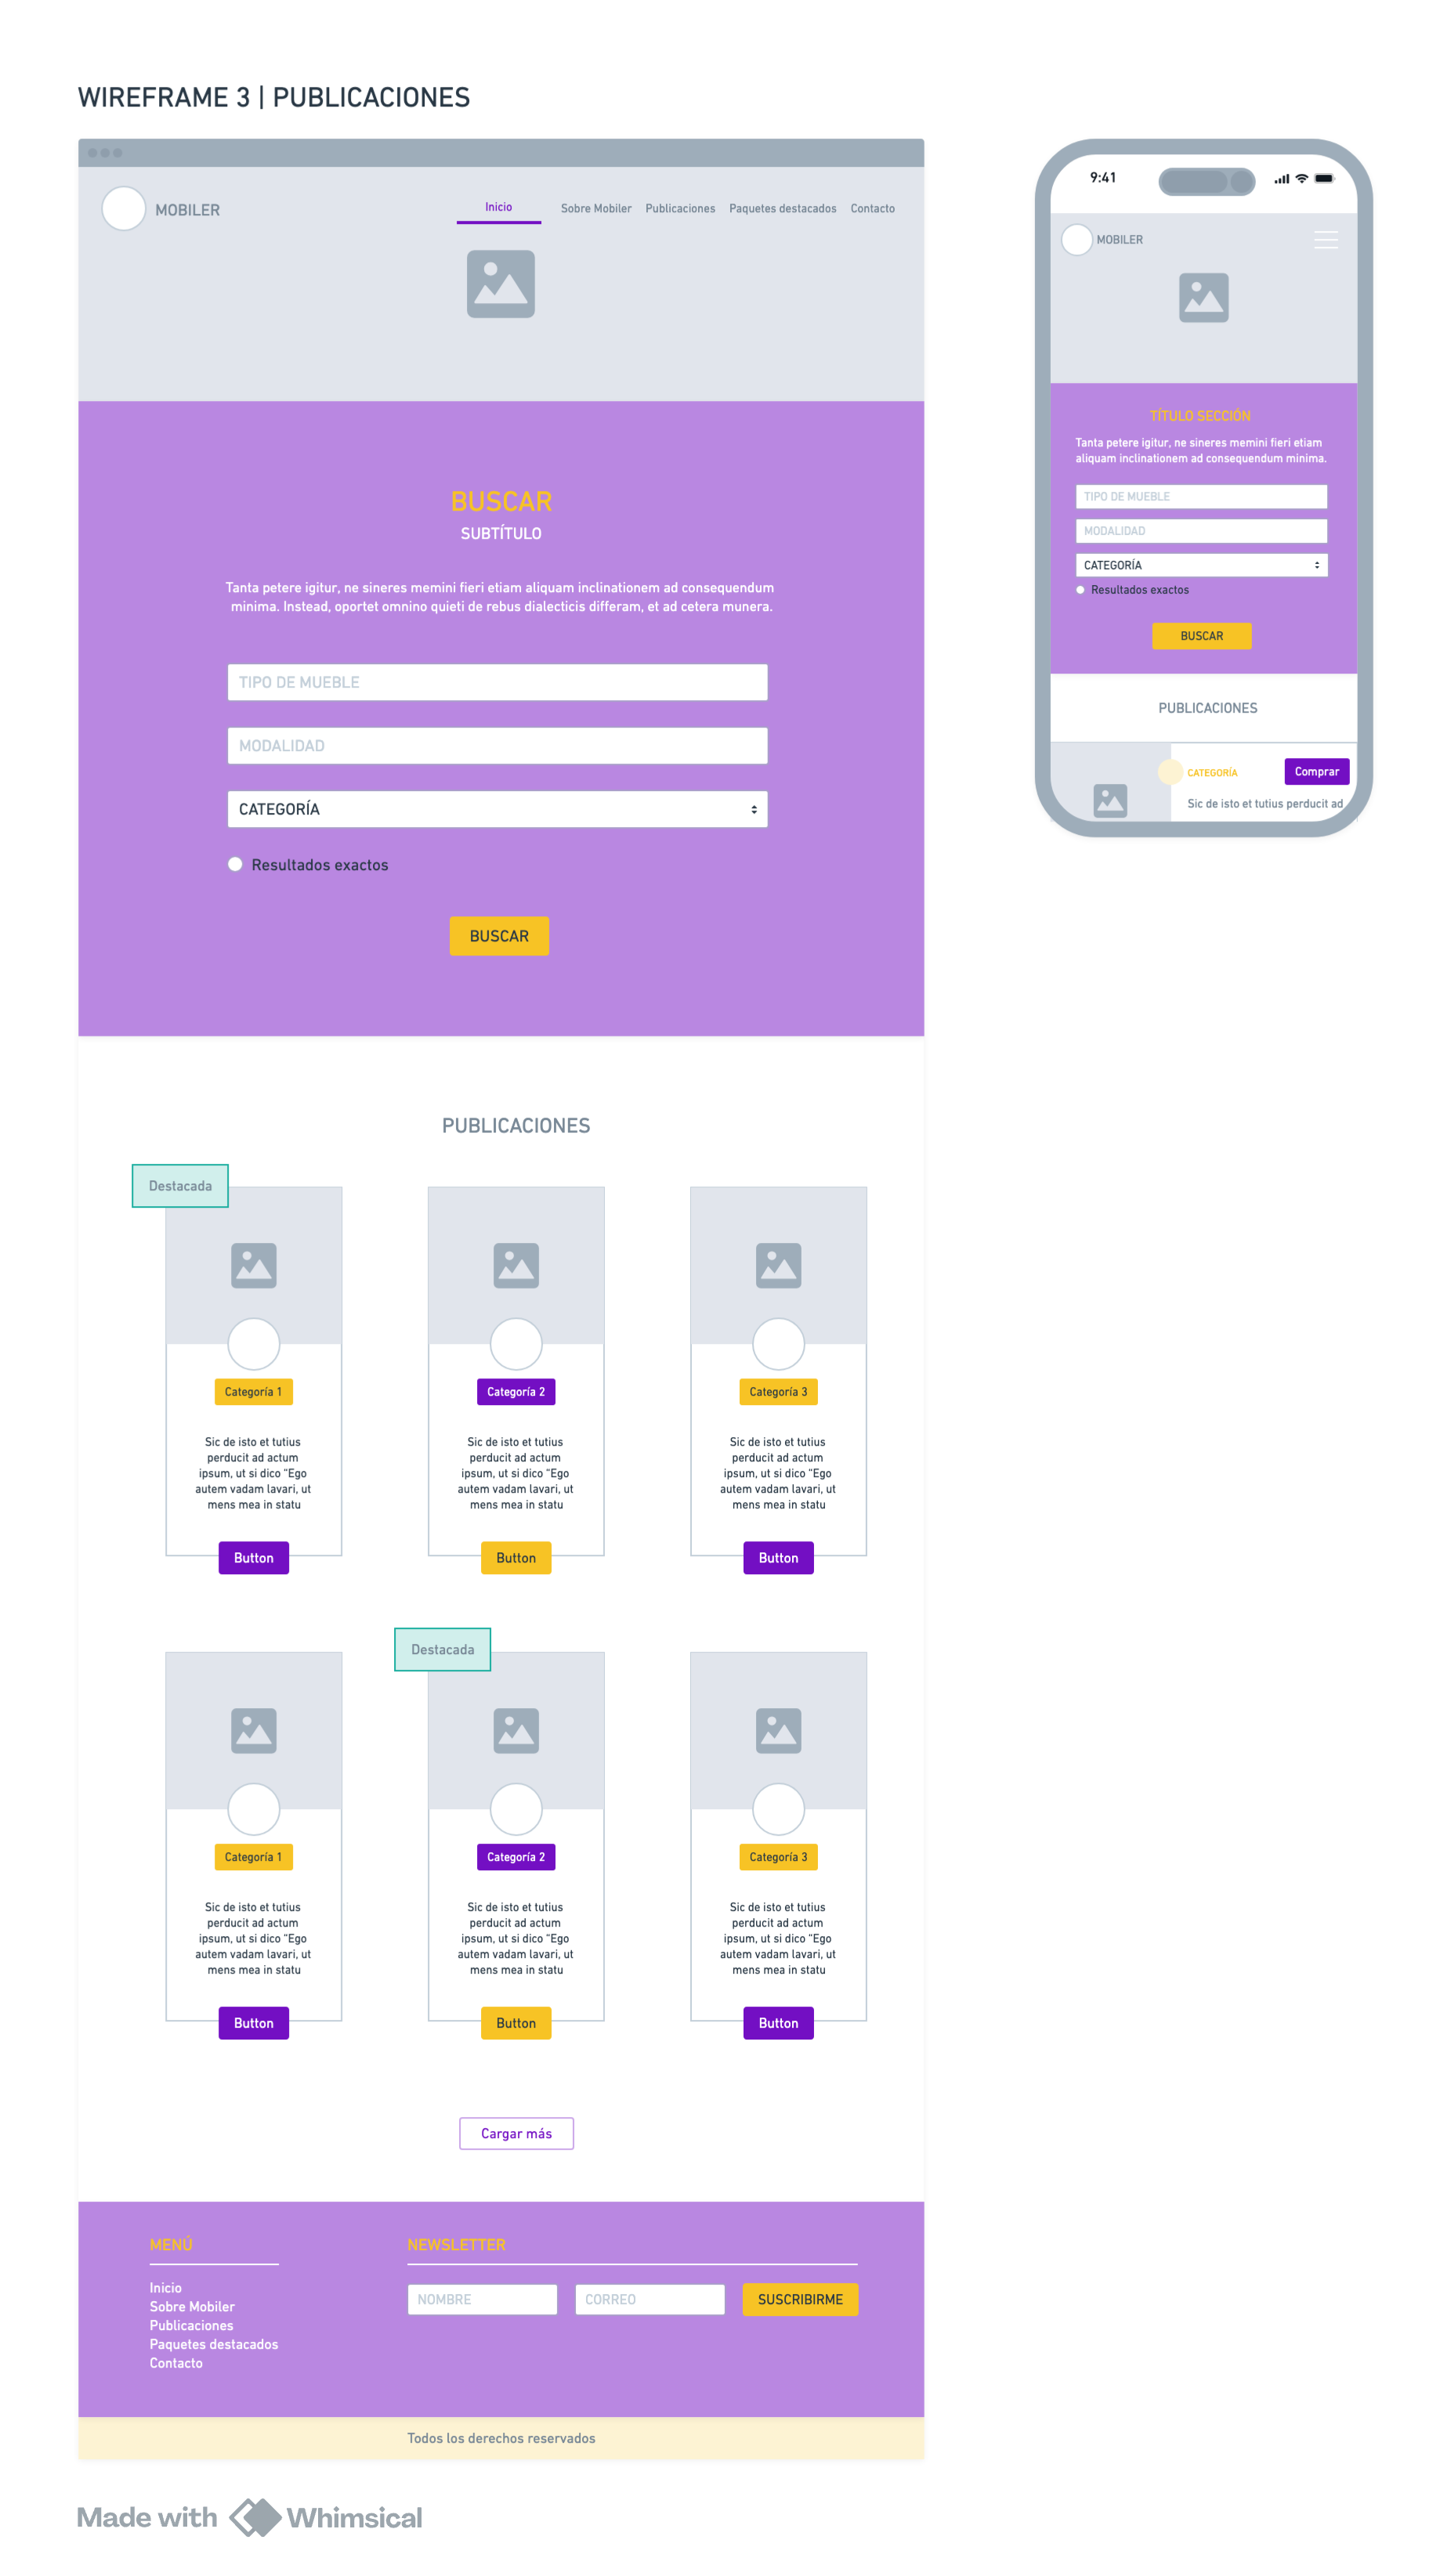 WIREFRAME 3 | PUBLICACIONES
MOBILER
Inicio
Sobre Mobiler
Publicaciones
Paquetes destacados
Contacto
BUSCAR
SUBTÍTULO
Tanta petere igitur, ne sineres memini fieri etiam aliquam inclinationem ad consequendum
minima. Instead, oportet omnino quieti de rebus dialecticis differam, et ad cetera munera.
TIPO DE MUEBLE
MODALIDAD
CATEGORÍA
Resultados exactos
BUSCAR
PUBLICACIONES
Destacada
Categoría 1
Sic de isto et tutius
perducit ad actum
ipsum, ut si dico “Ego
autem vadam lavari, ut
mens mea in statu
Button
Categoría 2
Sic de isto et tutius
perducit ad actum
ipsum, ut si dico “Ego
autem vadam lavari, ut
mens mea in statu
Button
Categoría 3
Sic de isto et tutius
perducit ad actum
ipsum, ut si dico “Ego
autem vadam lavari, ut
mens mea in statu
Button
Categoría 1
Sic de isto et tutius
perducit ad actum
ipsum, ut si dico “Ego
autem vadam lavari, ut
mens mea in statu
Button
Destacada
Categoría 2
Sic de isto et tutius
perducit ad actum
ipsum, ut si dico “Ego
autem vadam lavari, ut
mens mea in statu
Button
Categoría 3
Sic de isto et tutius
perducit ad actum
ipsum, ut si dico “Ego
autem vadam lavari, ut
mens mea in statu
Button
Cargar más
MENÚ
Inicio
Sobre Mobiler
Publicaciones
Paquetes destacados
Contacto
NEWSLETTER
NOMBRE
CORREO
SUSCRIBIRME
Todos los derechos reservados
9:41
MOBILER
TÍTULO SECCIÓN
Tanta petere igitur, ne sineres memini fieri etiam
aliquam inclinationem ad consequendum minima.
TIPO DE MUEBLE
MODALIDAD
CATEGORÍA
Resultados exactos
BUSCAR
PUBLICACIONES
CATEGORÍA
Comprar
Sic de isto et tutius perducit ad
Made with Whimsical